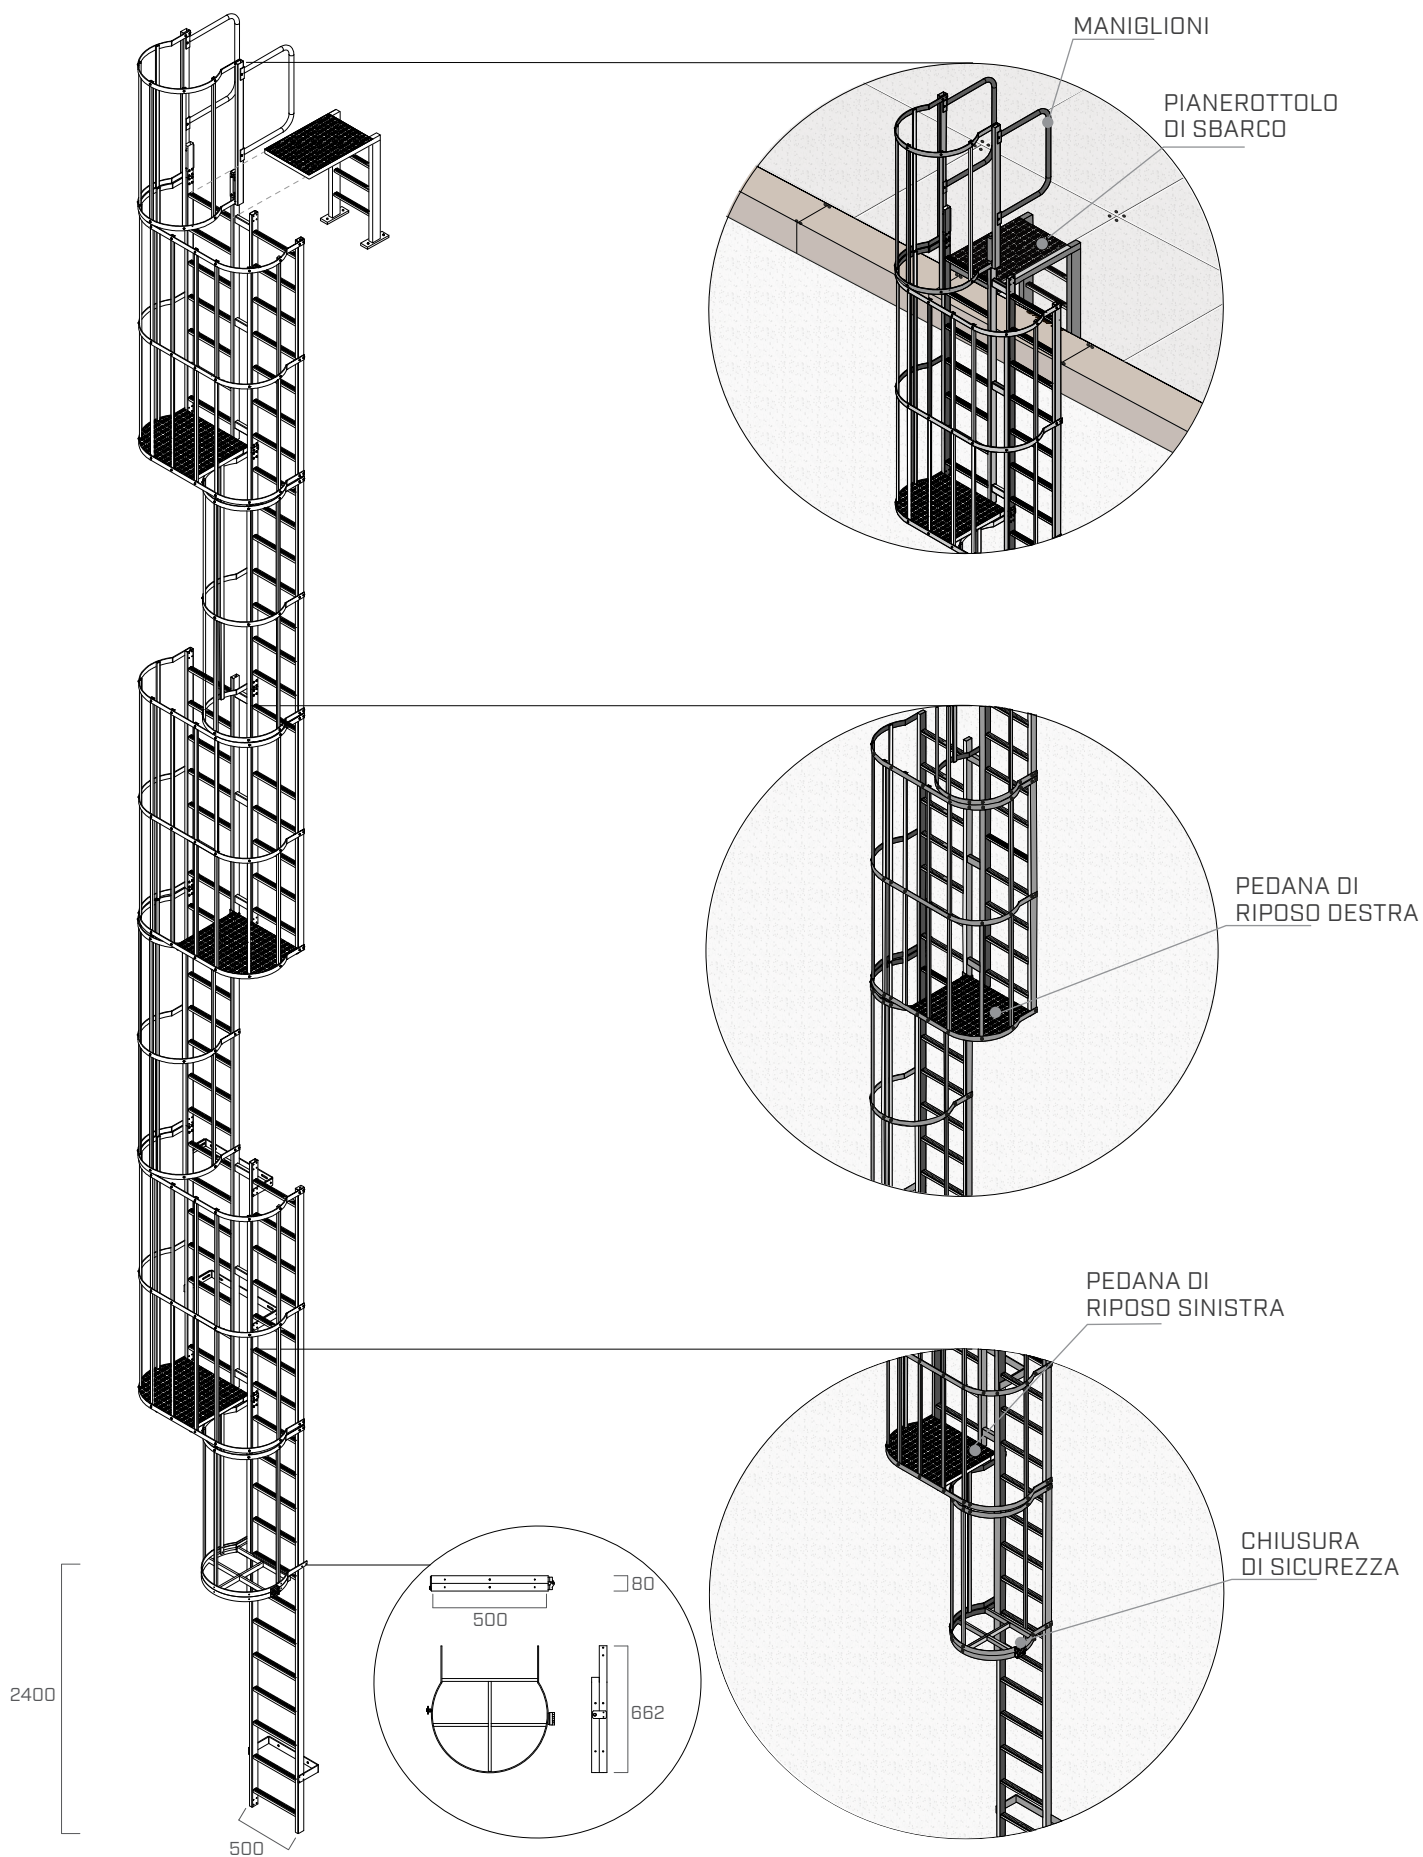 MANIGLIONI
PIANEROTTOLO
DI SBARCO
PEDANA DI
RIPOSO DESTRA
PEDANA DI
RIPOSO SINISTRA
CHIUSURA
DI SICUREZZA
80
500
662
2400
500